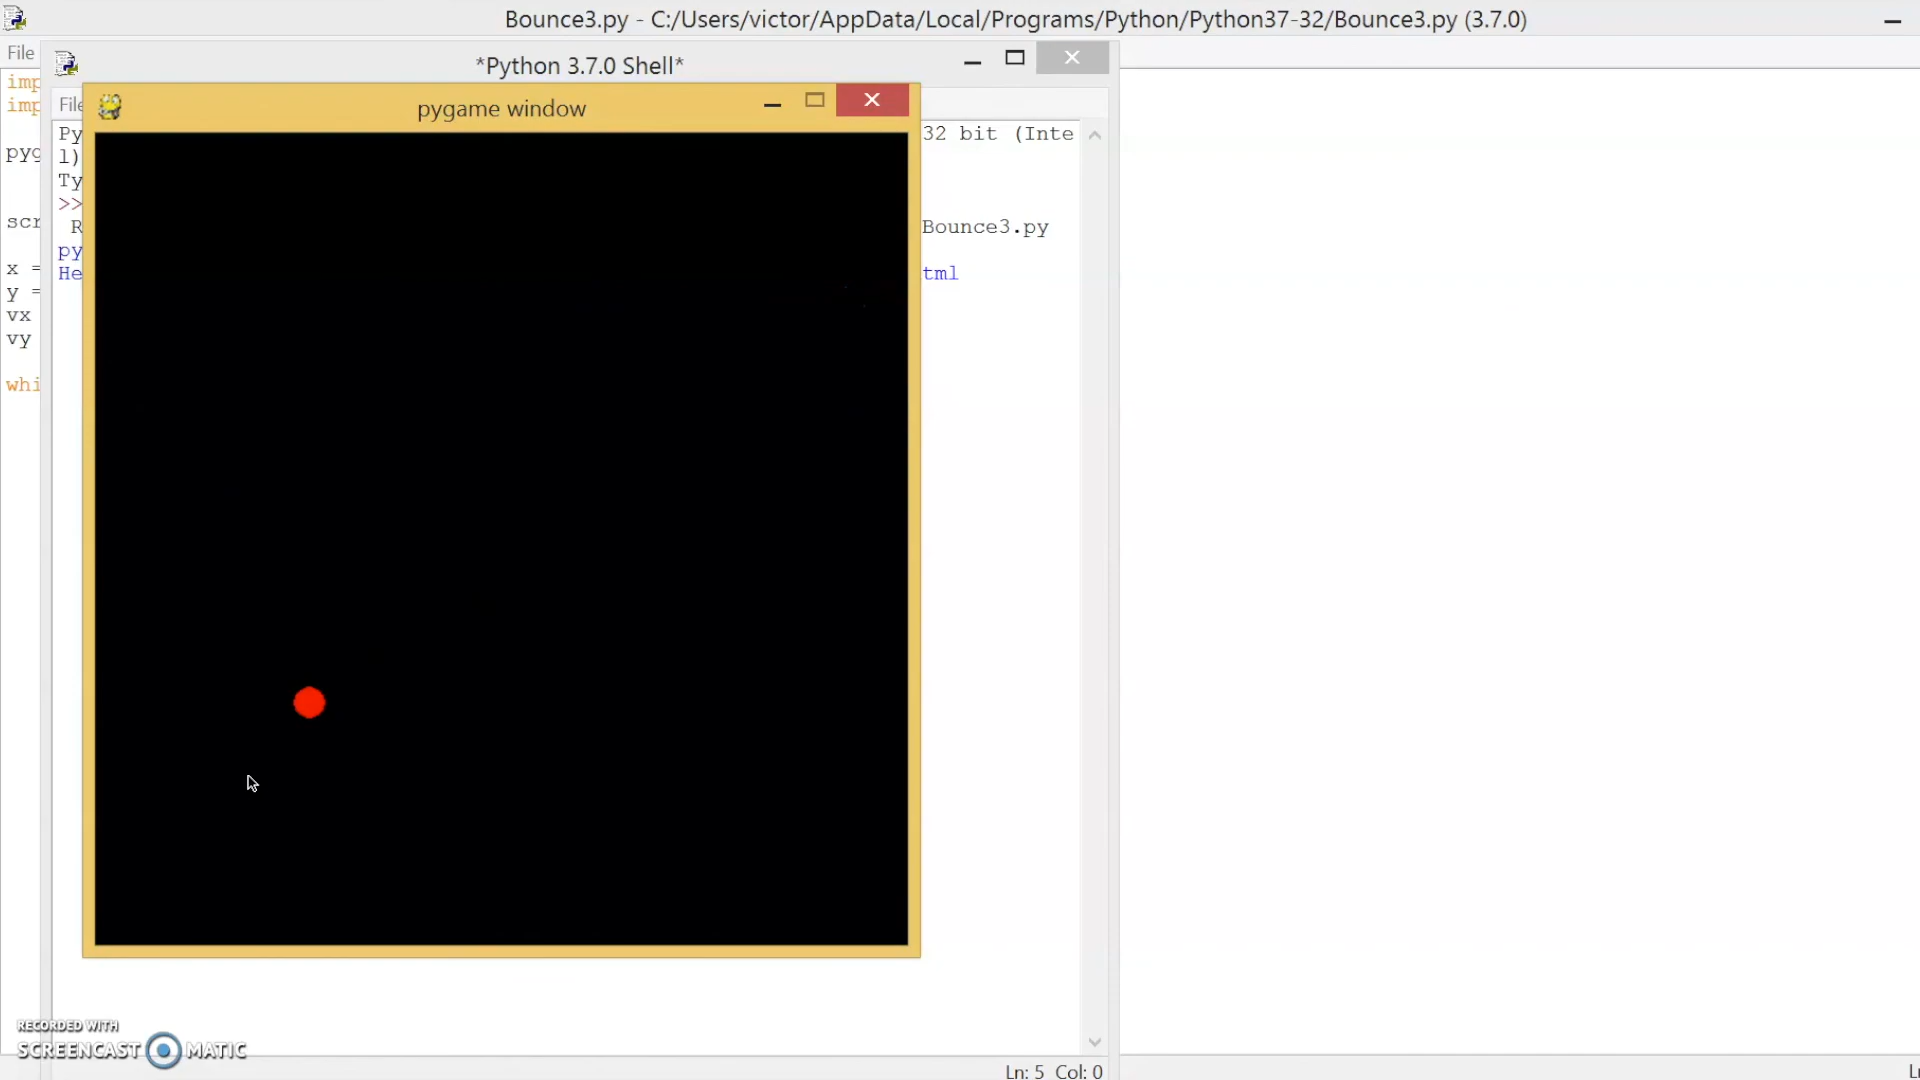 Bounce3.py - C:/Users/victor/AppData/Local/Programs/Python/Python37-32/Bounce3.py (3.7.0)
File
*Python 3.7.0 Shell*
imp
imp
File
pygame window
Py
32 bit (Inte
l)
pyg
Ty
>>
scr
R
Bounce3.py
py
x =
He
tml
y =
vx
vy
whi
RECORDED WITH
SCREENCAST MATIC
Ln: 5 Col: 0